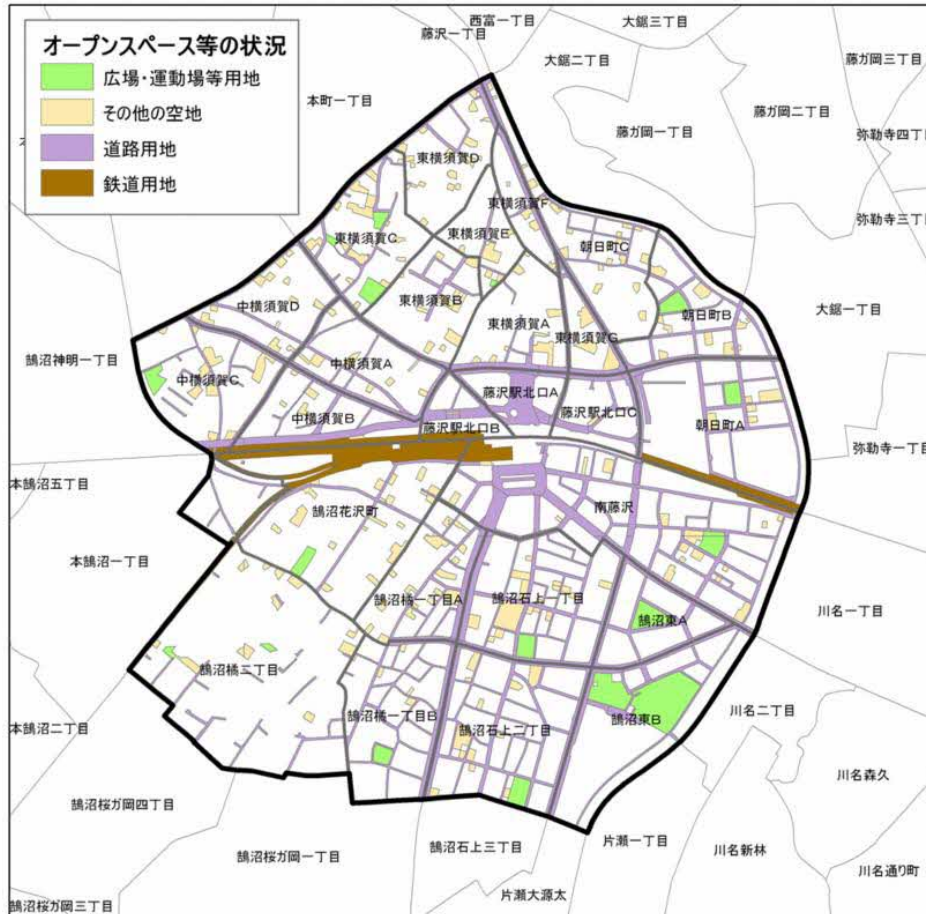 西富一丁目
大鋸三丁目
藤沢一丁目
オープンスペース等の状況
大鋸二丁目
藤が岡三丁目
広場・運動場等用地
本町一丁目
藤が岡二丁目
その他の空地
藤が岡一丁目
弥勒寺四丁目
道路用地
東横須賀D
鉄道用地
東横須賀F
弥勒寺三丁目
東横須賀C
東横須賀E
朝日町C
中横須賀D
東横須賀B
朝日町B
大鋸一丁目
東横須賀A
東横須賀G
鵠沼神明一丁目
中横須賀A
中横須賀C
藤沢駅北口A
中横須賀B
藤沢駅北口C
藤沢駅北口B
朝日町A
弥勒寺一丁目
本鵠沼五丁目
鵠沼花沢町
南藤沢
本鵠沼一丁目
鵠沼橘一丁目A
鵠沼石上一丁目
川名一丁目
鵠沼東A
鵠沼橘二丁目
川名二丁目
鵠沼橘一丁目B
鵠沼東B
本鵠沼二丁目
鵠沼石上二丁目
川名森久
鵠沼桜が岡四丁目
鵠沼桜が岡一丁目
鵠沼石上三丁目
片瀬一丁目
川名新林
川名通り町
片瀬大源太
鵠沼桜が岡三丁目